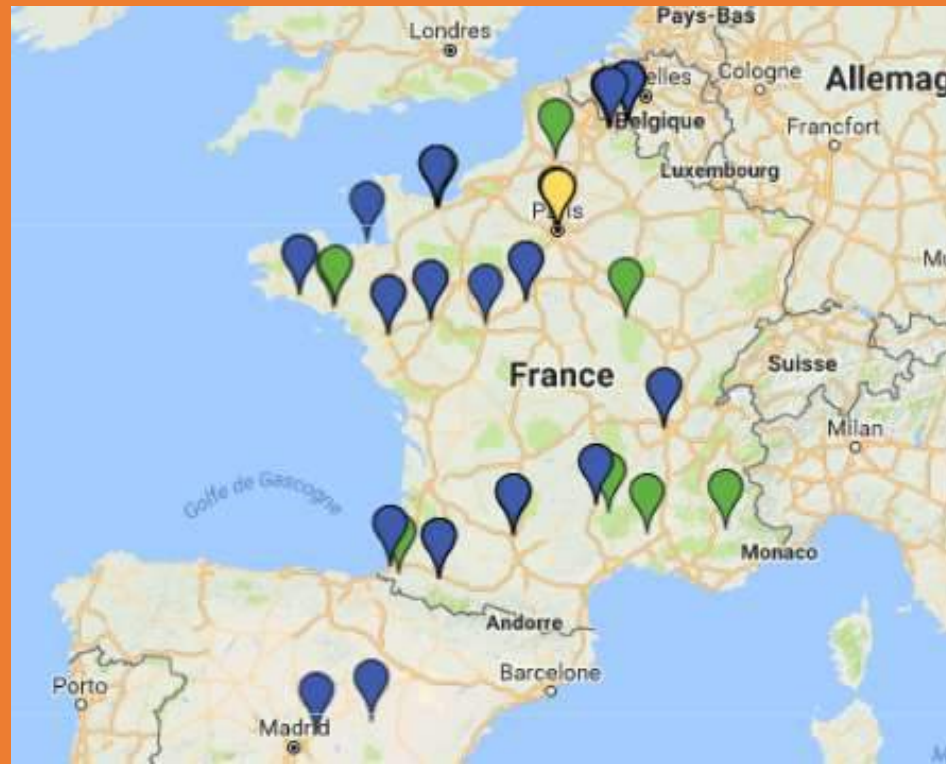 Pays-Bas
Londres
elles
Cologne
Allemag
Belgique
Francfort
Luxembourg
Paris
France
Suisse
Milan
Golfe de Gascogne
Monaco
Andorre
Barcelone
Porto
Madrid